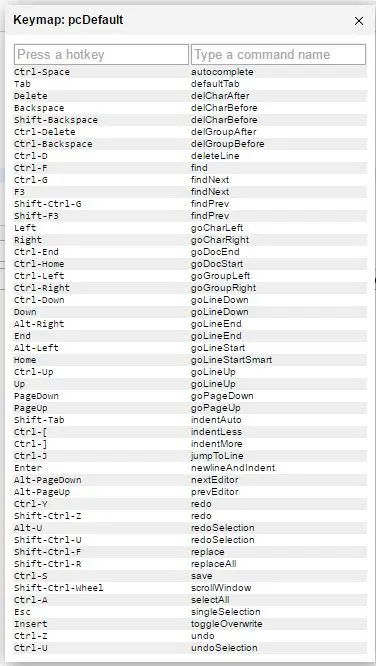 Keymap: pcDefault ×
Press a hotkey Type a command name
Ctrl-Space autocomplete
Tab defaultTab
Delete delCharAfter
Backspace delCharBefore
Shift-Backspace delCharBefore
Ctrl-Delete delGroupAfter
Ctrl-Backspace delGroupBefore
Ctrl-D deleteLine
Ctrl-F find
Ctrl-G findNext
F3 findNext
Shift-Ctrl-G findPrev
Shift-F3 findPrev
Left goCharLeft
Right goCharRight
Ctrl-End goDocEnd
Ctrl-Home goDocStart
Ctrl-Left goGroupLeft
Ctrl-Right goGroupRight
Ctrl-Down goLineDown
Down goLineDown
Alt-Right goLineEnd
End goLineEnd
Alt-Left goLineStart
Home goLineStartSmart
Ctrl-Up goLineUp
Up goLineUp
PageDown goPageDown
PageUp goPageUp
Shift-Tab indentAuto
Ctrl-[ indentLess
Ctrl-] indentMore
Ctrl-J jumpToLine
Enter newlineAndIndent
Alt-PageDown nextEditor
Alt-PageUp prevEditor
Ctrl-Y redo
Shift-Ctrl-Z redo
Alt-U redoSelection
Shift-Ctrl-U redoSelection
Shift-Ctrl-F replace
Shift-Ctrl-R replaceAll
Ctrl-S save
Shift-Ctrl-Wheel scrollWindow
Ctrl-A selectAll
Esc singleSelection
Insert toggleOverwrite
Ctrl-Z undo
Ctrl-U undoSelection